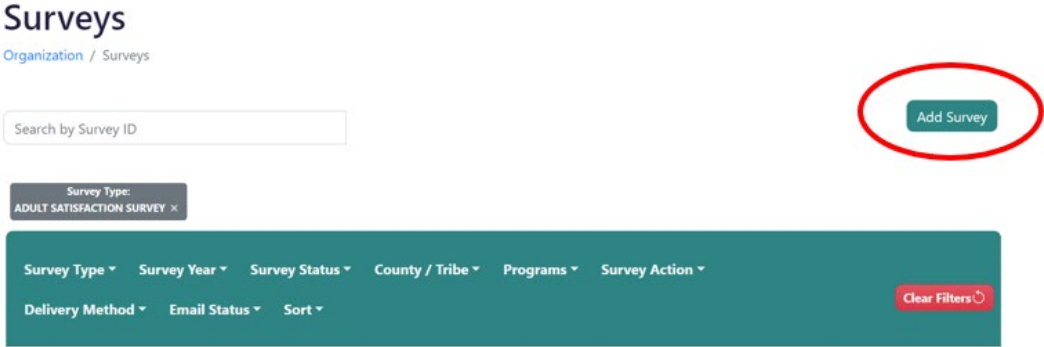 Surveys
Organization / Surveys
Search by Survey ID
Add Survey
Survey Type:
ADULT SATISFACTION SURVEY ×
Survey Type Survey Year Survey Status County / Tribe Programs Survey Action
Delivery Method Email Status Sort
Clear Filters